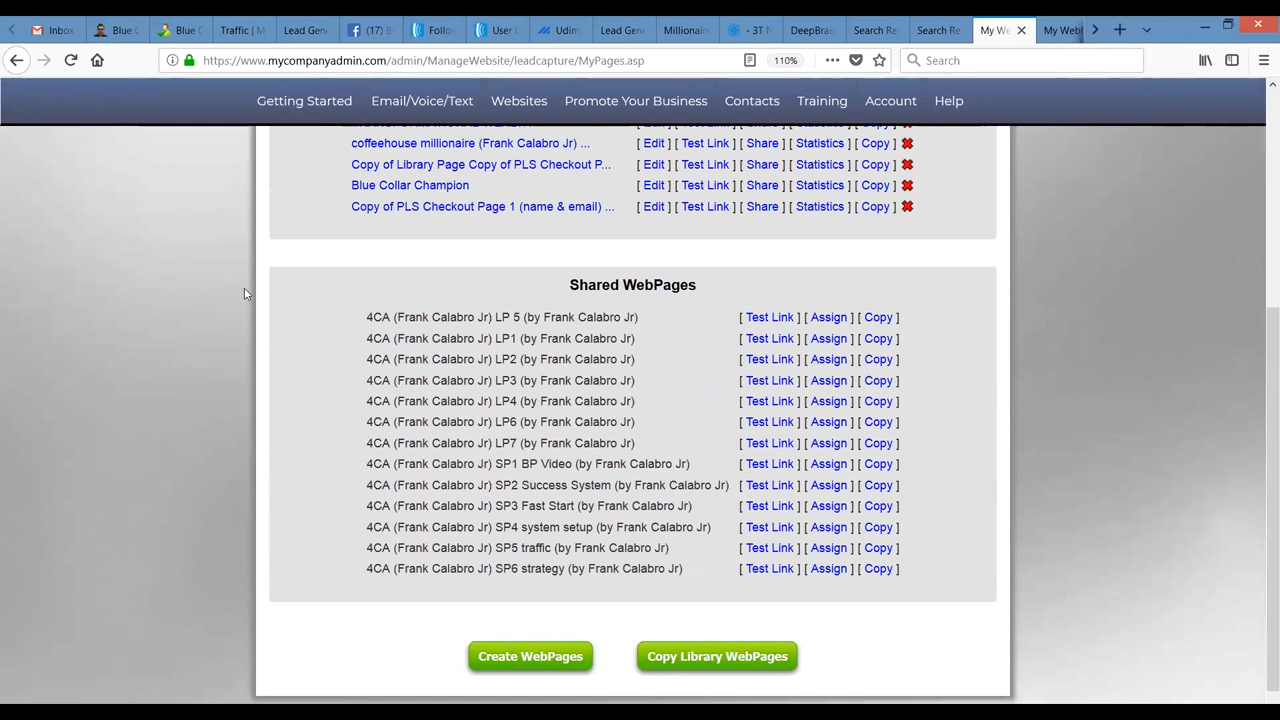 Inbox
Blue C
Blue C
Traffic | M
Lead Gen
(17) B
Follow
User G
Udim
Lead Gene
Millionair
- 3T M
DeepBrain
Search Re
Search Re
My We
My Web
https://www.mycompanyadmin.com/admin/ManageWebsite/leadcapture/MyPages.asp
110%
Search
Getting Started Email/Voice/Text Websites Promote Your Business Contacts Training Account Help
coffeehouse millionaire (Frank Calabro Jr) ... [ Edit ] [ Test Link ] [ Share ] [ Statistics ] [ Copy ]
Copy of Library Page Copy of PLS Checkout P... [ Edit ] [ Test Link ] [ Share ] [ Statistics ] [ Copy ]
Blue Collar Champion [ Edit ] [ Test Link ] [ Share ] [ Statistics ] [ Copy ]
Copy of PLS Checkout Page 1 (name & email) ... [ Edit ] [ Test Link ] [ Share ] [ Statistics ] [ Copy ]
Shared WebPages
4CA (Frank Calabro Jr) LP 5 (by Frank Calabro Jr) [ Test Link ] [ Assign ] [ Copy ]
4CA (Frank Calabro Jr) LP1 (by Frank Calabro Jr) [ Test Link ] [ Assign ] [ Copy ]
4CA (Frank Calabro Jr) LP2 (by Frank Calabro Jr) [ Test Link ] [ Assign ] [ Copy ]
4CA (Frank Calabro Jr) LP3 (by Frank Calabro Jr) [ Test Link ] [ Assign ] [ Copy ]
4CA (Frank Calabro Jr) LP4 (by Frank Calabro Jr) [ Test Link ] [ Assign ] [ Copy ]
4CA (Frank Calabro Jr) LP6 (by Frank Calabro Jr) [ Test Link ] [ Assign ] [ Copy ]
4CA (Frank Calabro Jr) LP7 (by Frank Calabro Jr) [ Test Link ] [ Assign ] [ Copy ]
4CA (Frank Calabro Jr) SP1 BP Video (by Frank Calabro Jr) [ Test Link ] [ Assign ] [ Copy ]
4CA (Frank Calabro Jr) SP2 Success System (by Frank Calabro Jr) [ Test Link ] [ Assign ] [ Copy ]
4CA (Frank Calabro Jr) SP3 Fast Start (by Frank Calabro Jr) [ Test Link ] [ Assign ] [ Copy ]
4CA (Frank Calabro Jr) SP4 system setup (by Frank Calabro Jr) [ Test Link ] [ Assign ] [ Copy ]
4CA (Frank Calabro Jr) SP5 traffic (by Frank Calabro Jr) [ Test Link ] [ Assign ] [ Copy ]
4CA (Frank Calabro Jr) SP6 strategy (by Frank Calabro Jr) [ Test Link ] [ Assign ] [ Copy ]
Create WebPages
Copy Library WebPages